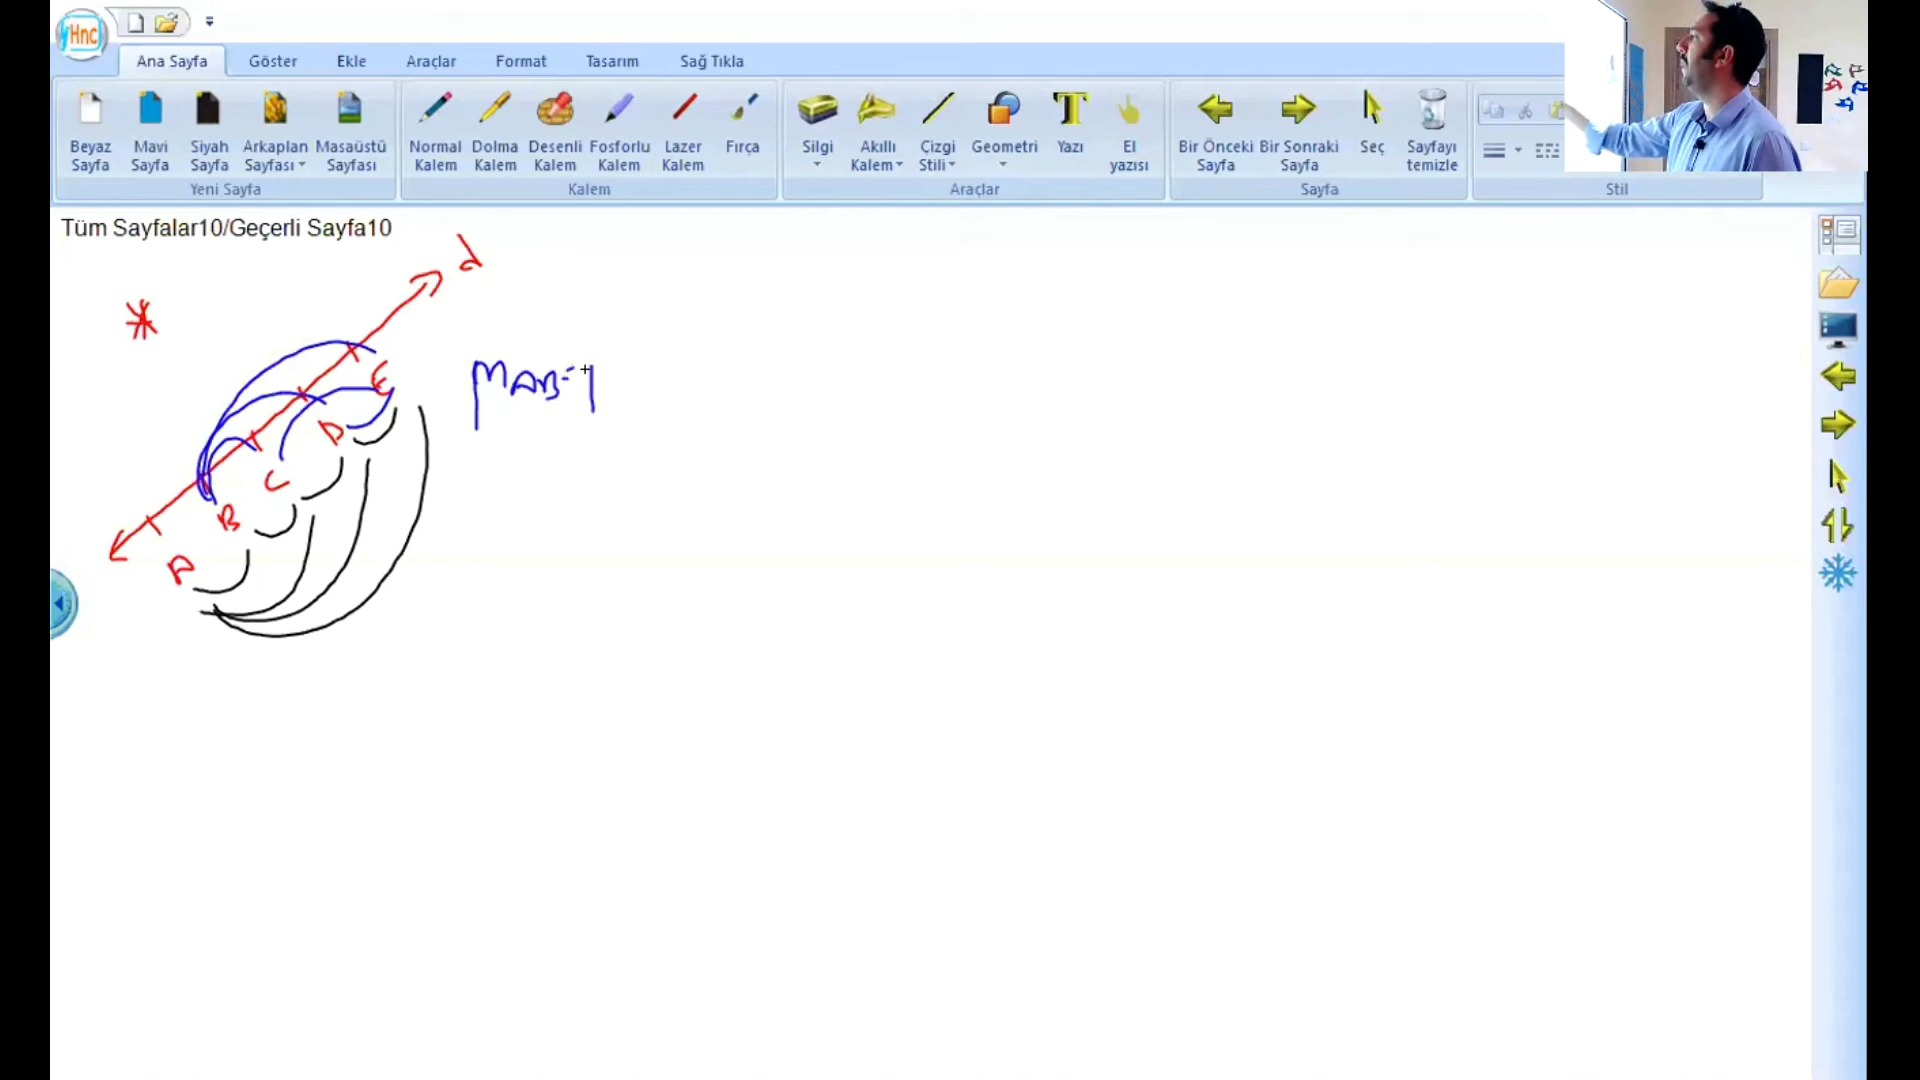 Hnc
Ana Sayfa Göster Ekle Araçlar Format Tasarım Sağ Tıkla
Beyaz Sayfa
Mavi Sayfa
Siyah Sayfa
Arkaplan Sayfası
Masaüstü Sayfası
Yeni Sayfa
Normal Kalem
Dolma Kalem
Desenli Kalem
Fosforlu Kalem
Lazer Kalem
Fırça
Kalem
Silgi
Akıllı Kalem
Çizgi Stili
Geometri
Yazı
El yazısı
Araçlar
Bir Önceki Sayfa
Bir Sonraki Sayfa
Seç
Sayfayı temizle
Sayfa
Stil
Tüm Sayfalar10/Geçerli Sayfa10
d
E
D
C
B
A